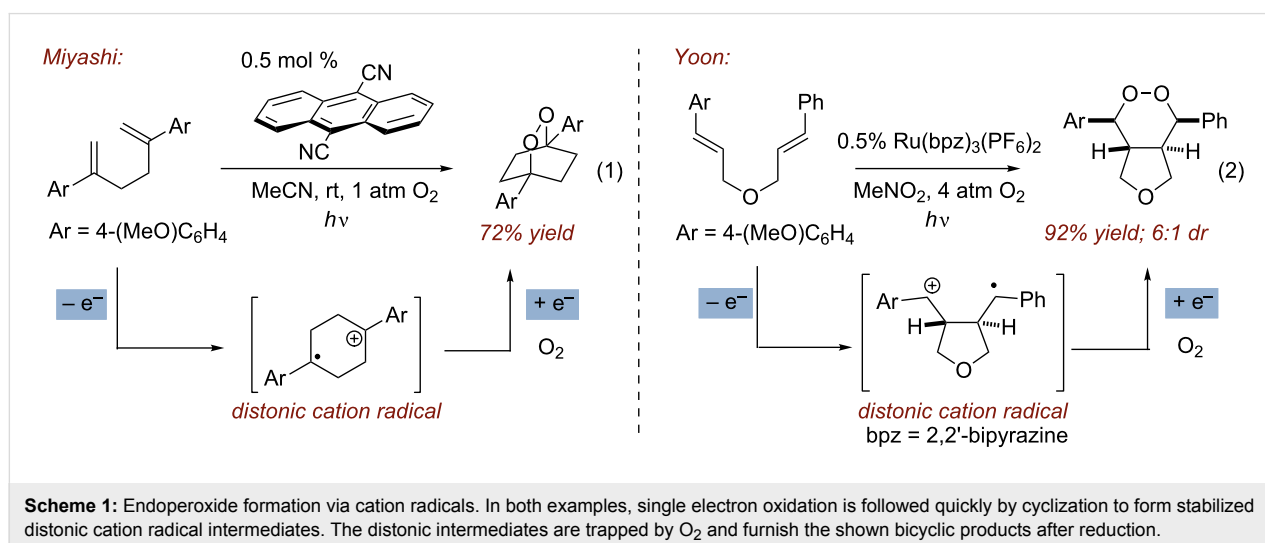 Miyashi:
0.5 mol %
CN
NC
Ar
Ar
MeCN, rt, 1 atm O2
hν
O
O
Ar
Ar
(1)
Ar = 4-(MeO)C6H4
72% yield
– e–
+ e–
O2
Ar
Ar
distonic cation radical
Yoon:
Ar
Ph
O
0.5% Ru(bpz)3(PF6)2
MeNO2, 4 atm O2
hν
O–O
Ar
Ph
H
H
O
(2)
Ar = 4-(MeO)C6H4
92% yield; 6:1 dr
– e–
+ e–
O2
Ar
Ph
H
H
O
distonic cation radical
bpz = 2,2'-bipyrazine
Scheme 1: Endoperoxide formation via cation radicals. In both examples, single electron oxidation is followed quickly by cyclization to form stabilized
distonic cation radical intermediates. The distonic intermediates are trapped by O2 and furnish the shown bicyclic products after reduction.